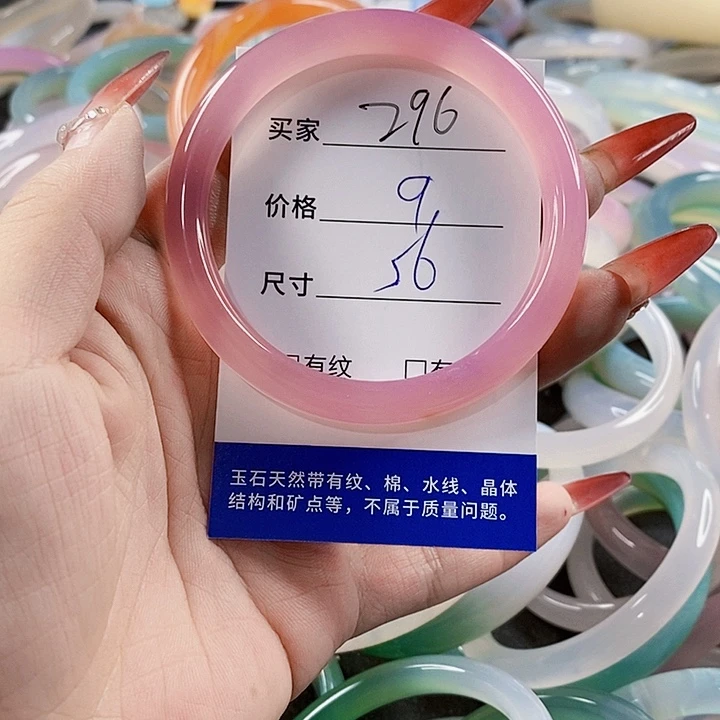 买家 296
价格 9
尺寸 56
有纹
玉石天然带有纹、棉、水线、晶体
结构和矿点等，不属于质量问题。